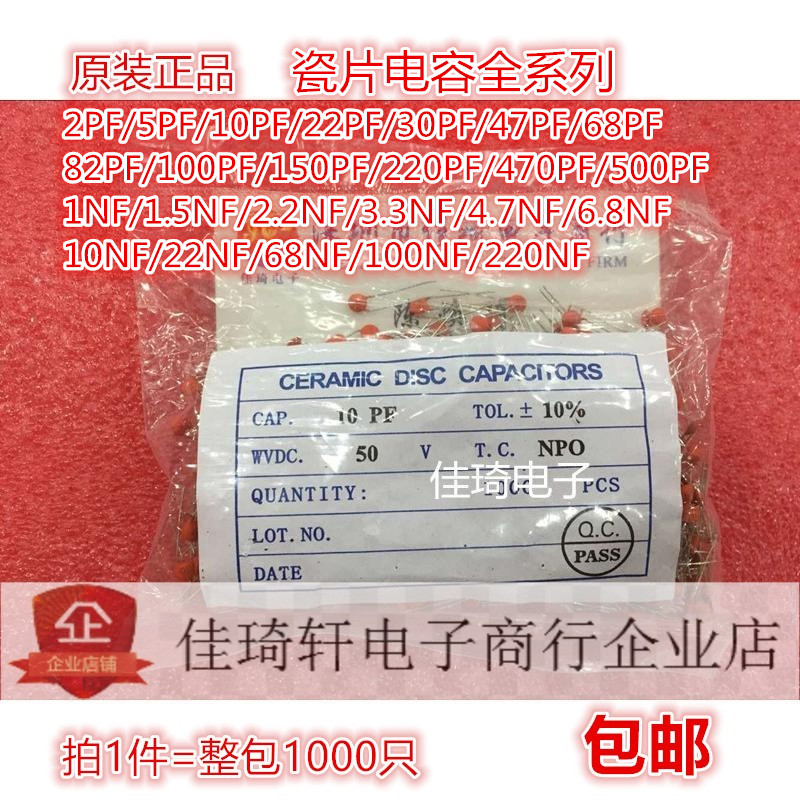 原装正品 瓷片电容全系列
2PF/5PF/10PF/22PF/30PF/47PF/68PF
82PF/100PF/150PF/220PF/470PF/500PF
1NF/1.5NF/2.2NF/3.3NF/4.7NF/6.8NF
10NF/22NF/68NF/100NF/220NF
佳琦电子
CERAMIC DISC CAPACITORS
CAP. 10 PF TOL. ± 10%
WVDC. 50 V T.C. NPO
佳琦电子
QUANTITY: PCS
LOT.NO.
Q.C.
PASS
DATE
企
企业店铺
佳琦轩电子商行企业店
拍1件=整包1000只
包邮